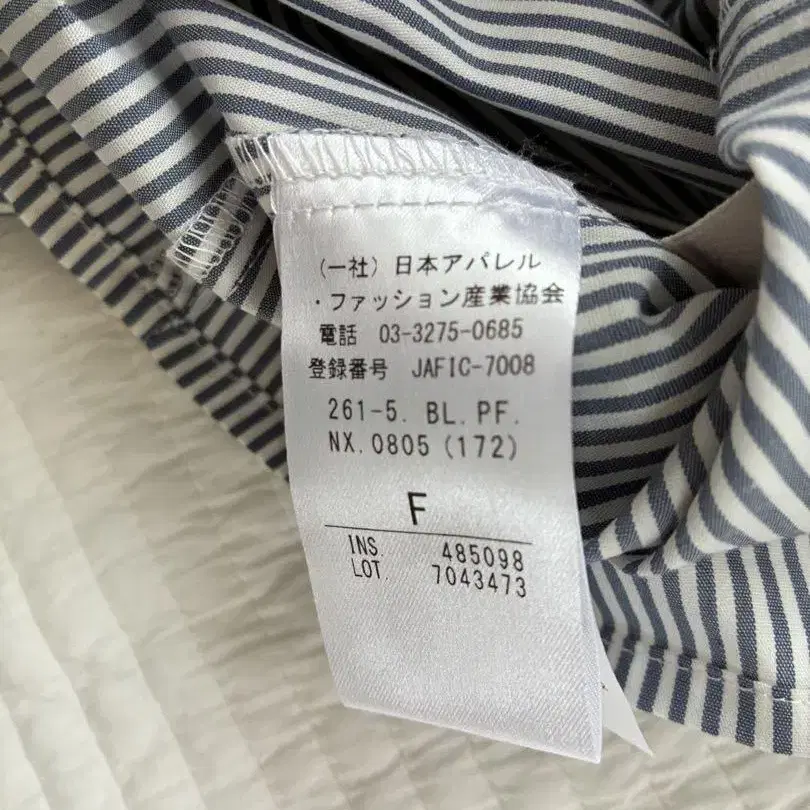 (一社)日本アパレル
・ファッション産業協会
電話 03-3275-0685
登録番号 JAFIC-7008
261-5. BL. PF.
NX. 0805 (172)
F
INS. 485098
LOT. 7043473